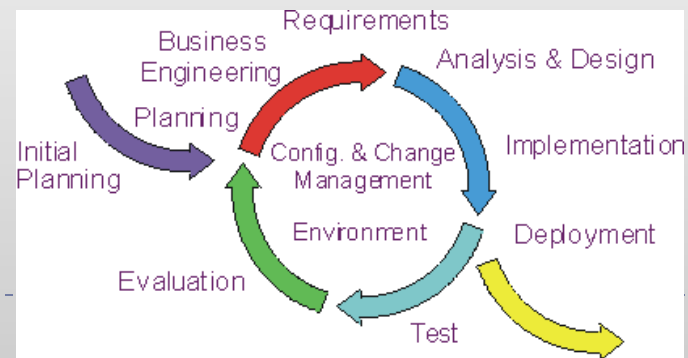 Requirements
Business
Engineering
Analysis & Design
Planning
Initial
Planning
Config. & Change
Management
Implementation
Environment
Deployment
Evaluation
Test